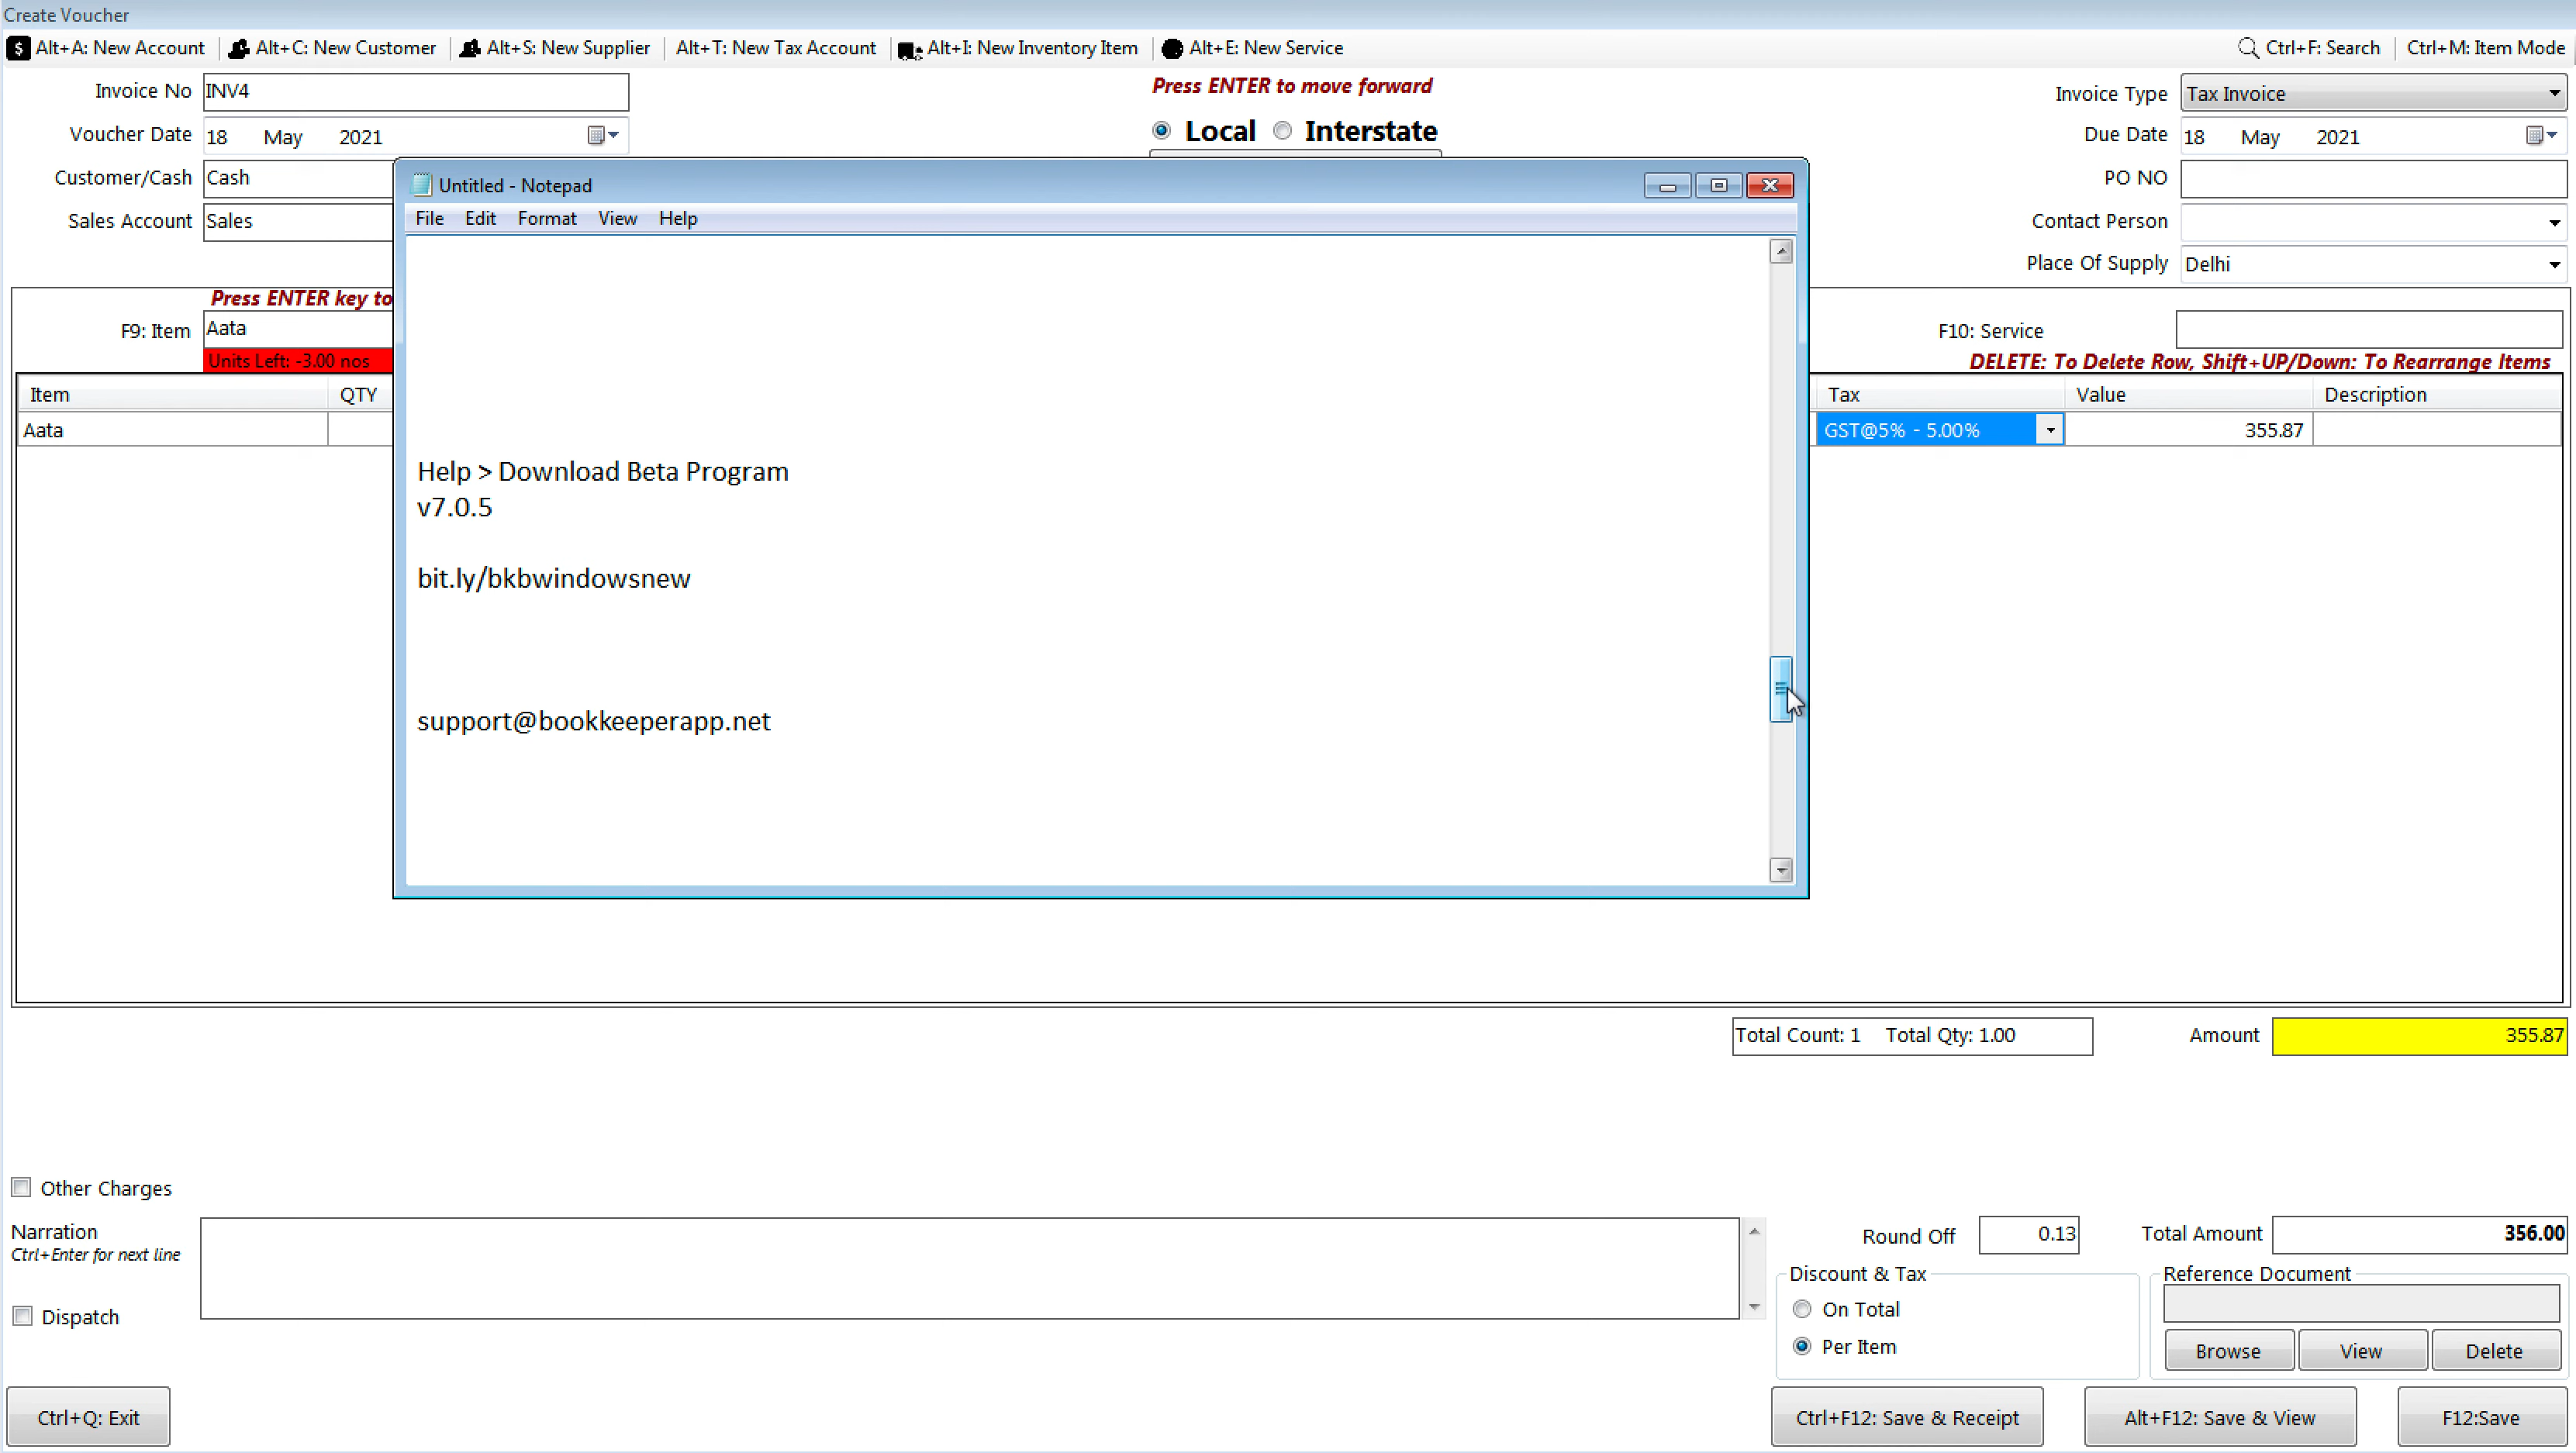 Create Voucher
$ Alt+A: New Account Alt+C: New Customer Alt+S: New Supplier Alt+T: New Tax Account Alt+I: New Inventory Item Alt+E: New Service Ctrl+F: Search Ctrl+M: Item Mode
Invoice No INV4
Press ENTER to move forward
Invoice Type Tax Invoice
Voucher Date 18 May 2021
Local Interstate
Due Date 18 May 2021
Customer/Cash Cash
PO NO
Sales Account Sales
Contact Person
Place Of Supply Delhi
Untitled - Notepad
File Edit Format View Help
Help > Download Beta Program
v7.0.5
bit.ly/bkbwindowsnew
support@bookkeeperapp.net
Press ENTER key to
F9: Item Aata
F10: Service
Units Left: -3.00 nos
DELETE: To Delete Row, Shift+UP/Down: To Rearrange Items
Item QTY Tax Value Description
Aata GST@5% - 5.00% 355.87
Total Count: 1 Total Qty: 1.00 Amount 355.87
Other Charges
Narration
Ctrl+Enter for next line
Round Off 0.13 Total Amount 356.00
Discount & Tax
Reference Document
On Total
Per Item
Dispatch
Browse View Delete
Ctrl+Q: Exit Ctrl+F12: Save & Receipt Alt+F12: Save & View F12:Save